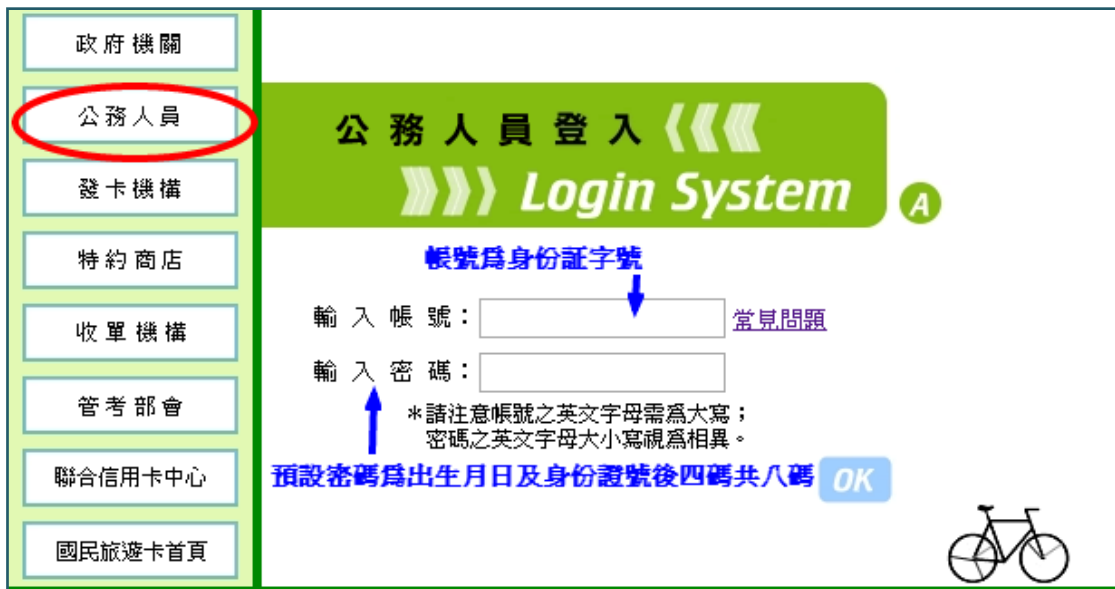 政府機關
公務人員
發卡機構
特約商店
收單機構
管考部會
聯合信用卡中心
國民旅遊卡首頁
公務人員登入
Login System
A
帳號為身份証字號
輸入帳號：
常見問題
輸入密碼：
*請注意帳號之英文字母需為大寫；
密碼之英文字母大小寫視為相異。
預設密碼為出生月日及身份證號後四碼共八碼
OK